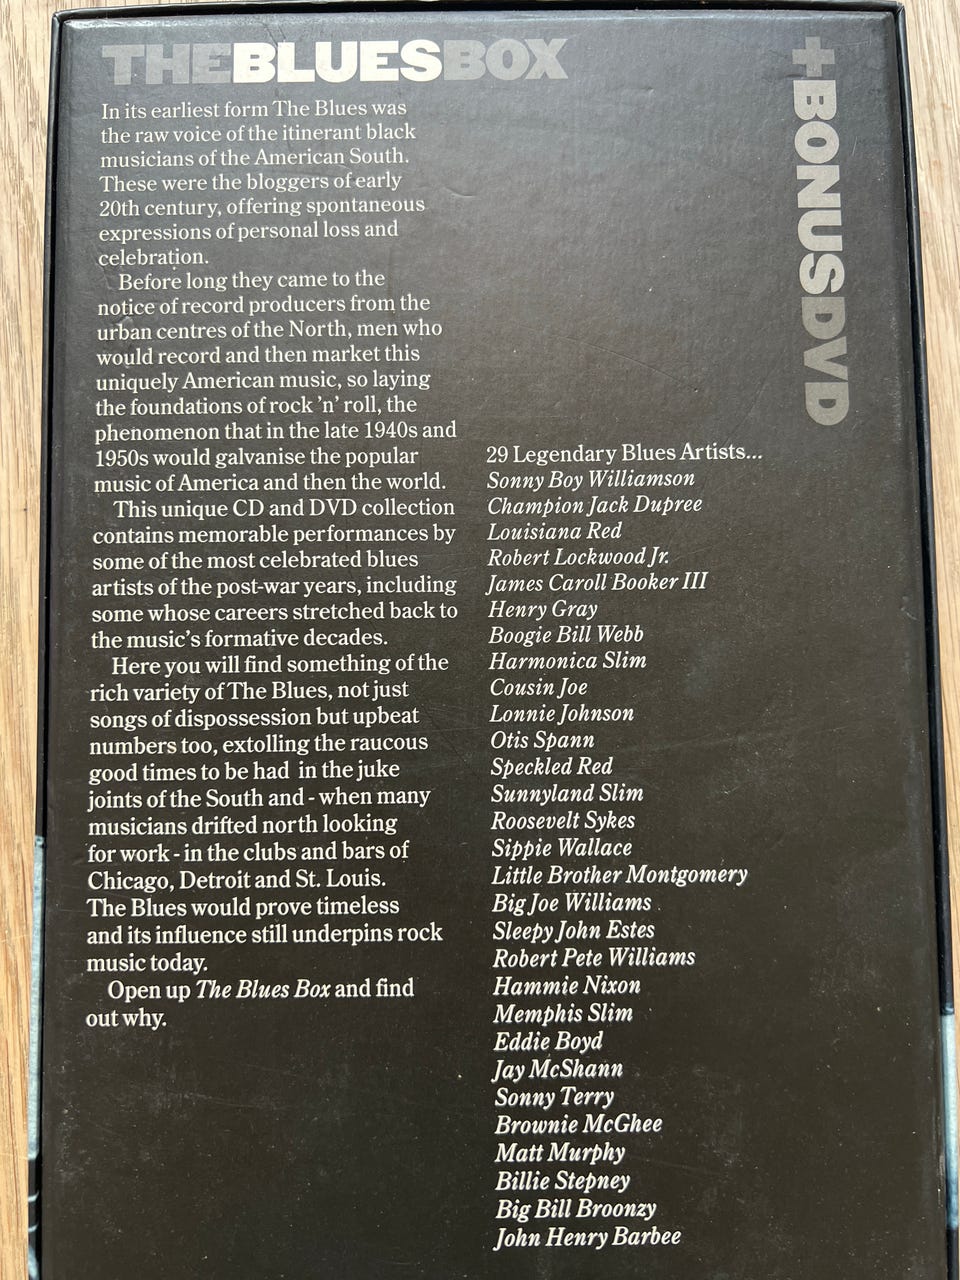 THEBLUESBOX
In its earliest form The Blues was
the raw voice of the itinerant black
musicians of the American South.
These were the bloggers of early
20th century, offering spontaneous
expressions of personal loss and
celebration.
Before long they came to the
notice of record producers from the
urban centres of the North, men who
would record and then market this
uniquely American music, so laying
the foundations of rock 'n' roll, the
phenomenon that in the late 1940s and
1950s would galvanise the popular
music of America and then the world.
This unique CD and DVD collection
contains memorable performances by
some of the most celebrated blues
artists of the post-war years, including
some whose careers stretched back to
the music's formative decades.
Here you will find something of the
rich variety of The Blues, not just
songs of dispossession but upbeat
numbers too, extolling the raucous
good times to be had in the juke
joints of the South and - when many
musicians drifted north looking
for work - in the clubs and bars of
Chicago, Detroit and St. Louis.
The Blues would prove timeless
and its influence still underpins rock
music today.
Open up The Blues Box and find
out why.
+BONUSDVD
29 Legendary Blues Artists...
Sonny Boy Williamson
Champion Jack Dupree
Louisiana Red
Robert Lockwood Jr.
James Caroll Booker III
Henry Gray
Boogie Bill Webb
Harmonica Slim
Cousin Joe
Lonnie Johnson
Otis Spann
Speckled Red
Sunnyland Slim
Roosevelt Sykes
Sippie Wallace
Little Brother Montgomery
Big Joe Williams
Sleepy John Estes
Robert Pete Williams
Hammie Nixon
Memphis Slim
Eddie Boyd
Jay McShann
Sonny Terry
Brownie McGhee
Matt Murphy
Billie Stepney
Big Bill Broonzy
John Henry Barbee